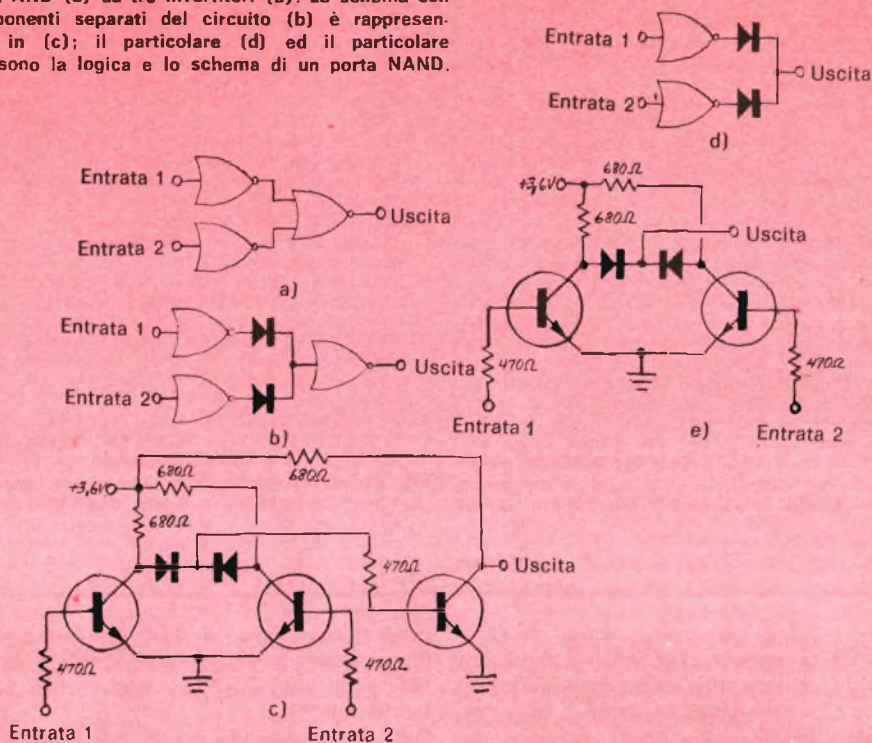 AND (a) ad tre invertitori (b). Lo schema con
ponenti separati del circuito (b) è rappresen-
in (c); il particolare (d) ed il particolare
sono la logica e lo schema di un porta NAND.
Entrata 1
Uscita
Entrata 2
d)
Entrata 1
Uscita
Entrata 2
a)
680Ω
+3,6V
680Ω
Uscita
470Ω
470Ω
Entrata 1
e)
Entrata 2
Entrata 1
Uscita
Entrata 2
b)
680Ω
680Ω
+3,6V
680Ω
470Ω
Uscita
470Ω
470Ω
c)
Entrata 1
Entrata 2